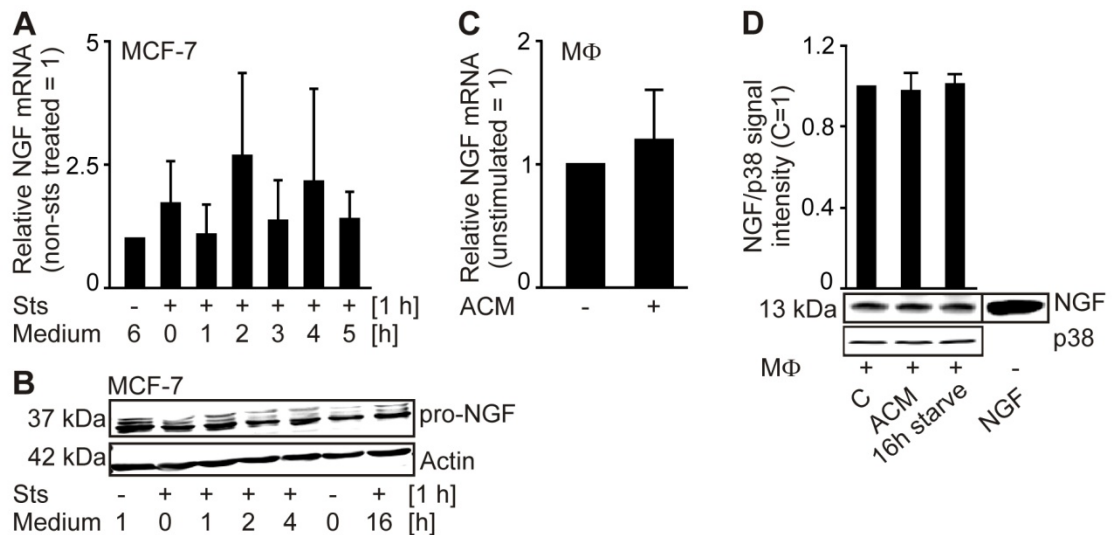 A
MCF-7
Relative NGF mRNA
(non-sts treated = 1)
5
2.5
0
Sts - + + + + + + [1 h]
Medium 6 0 1 2 3 4 5 [h]
B
MCF-7
37 kDa pro-NGF
42 kDa Actin
Sts - + + + + - + [1 h]
Medium 1 0 1 2 4 0 16 [h]
C
MΦ
Relative NGF mRNA
(unstimulated = 1)
2
1
0
ACM - +
D
NGF/p38 signal
intensity (C=1)
1.2
0.8
0.4
0
13 kDa NGF
p38
MΦ + + + -
C
ACM
16h starve
NGF